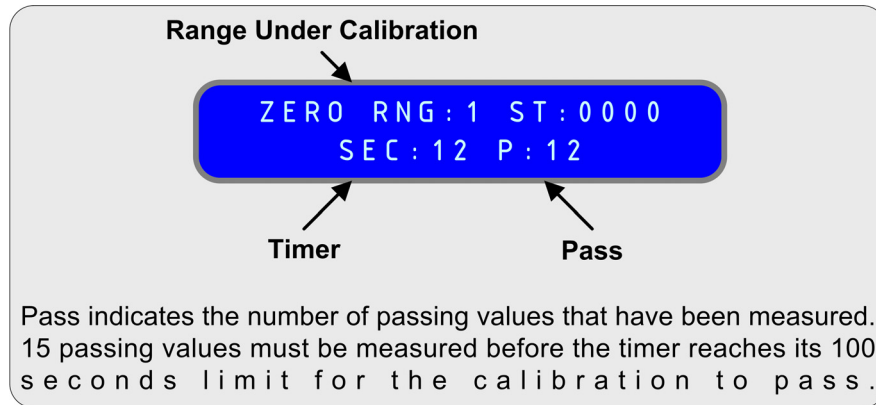 Range Under Calibration
ZERO RNG:1 ST:0000
SEC:12 P:12
Timer Pass
Pass indicates the number of passing values that have been measured.
15 passing values must be measured before the timer reaches its 100
seconds limit for the calibration to pass.